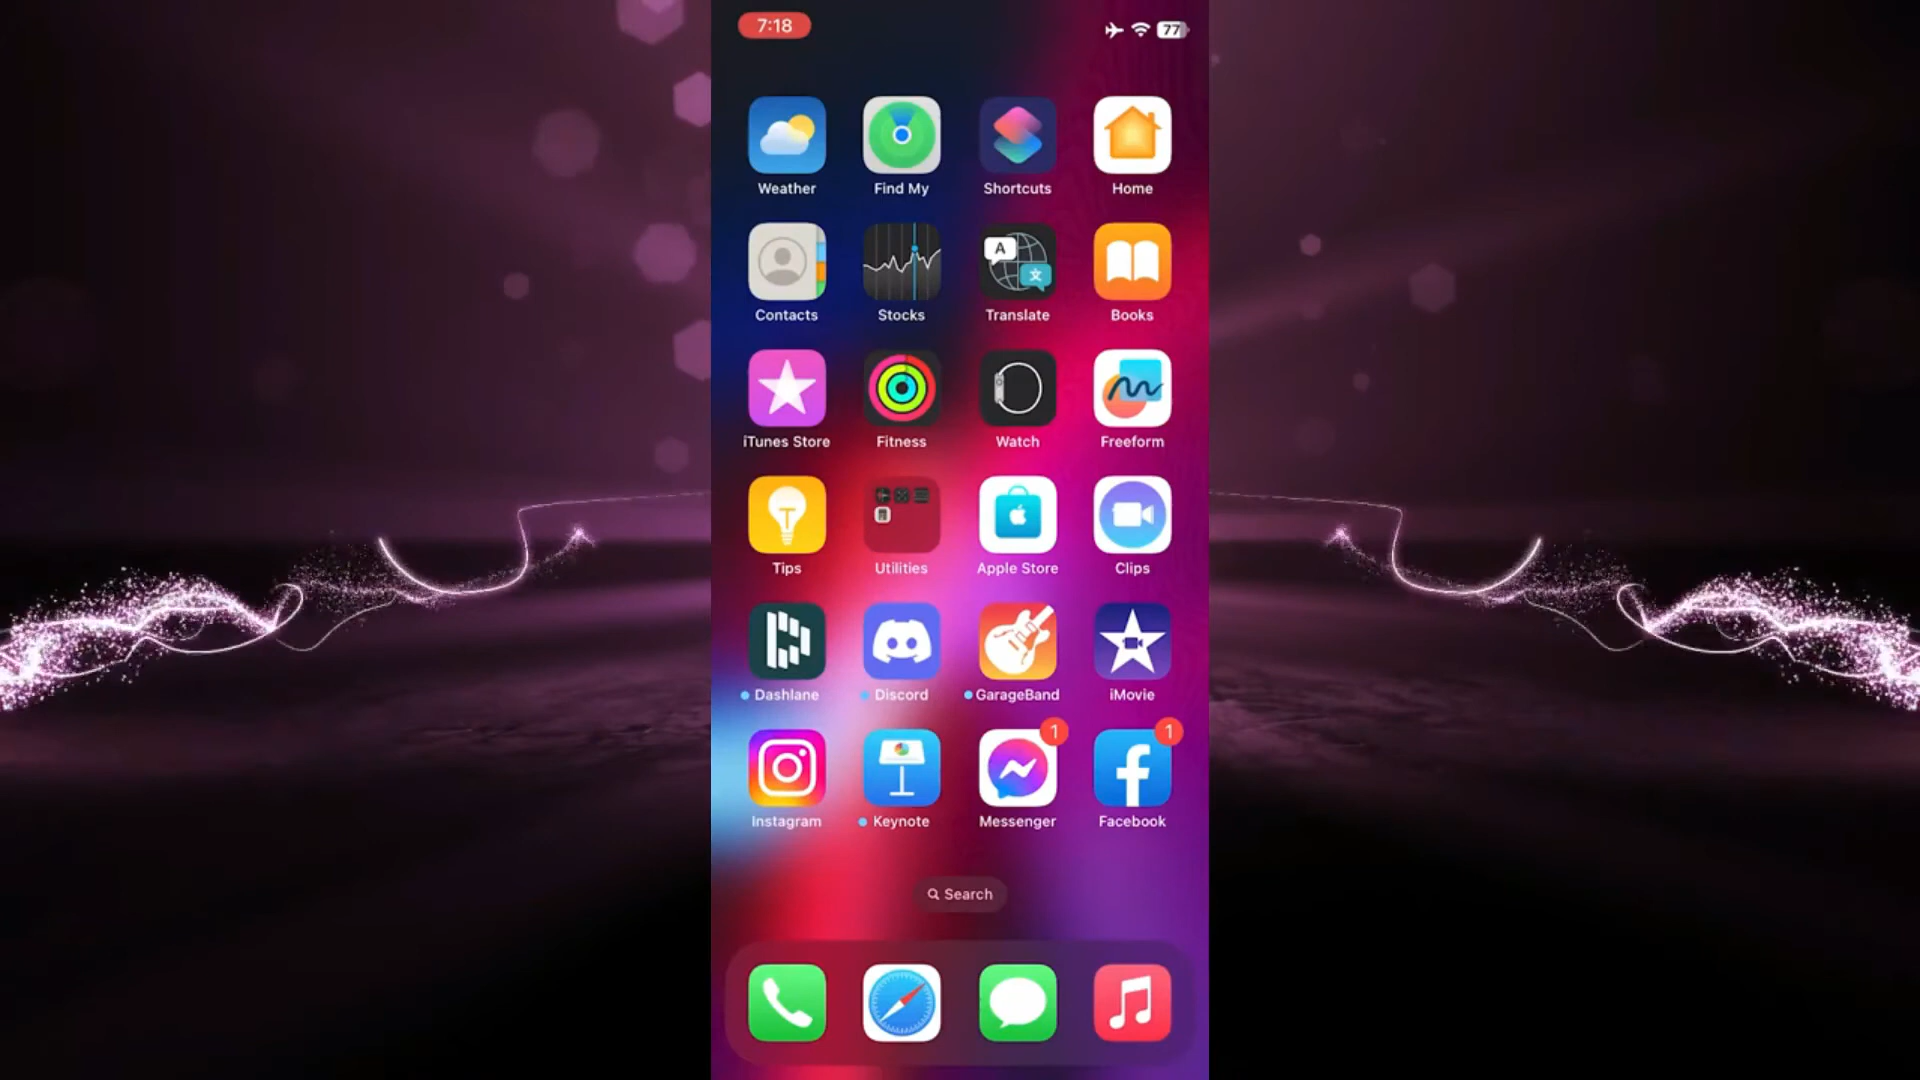 7:18
77
Weather Find My Shortcuts Home
A
文
Contacts Stocks Translate Books
iTunes Store Fitness Watch Freeform
Tips Utilities Apple Store Clips
Dashlane Discord GarageBand iMovie
1 1
Instagram Keynote Messenger Facebook
Search